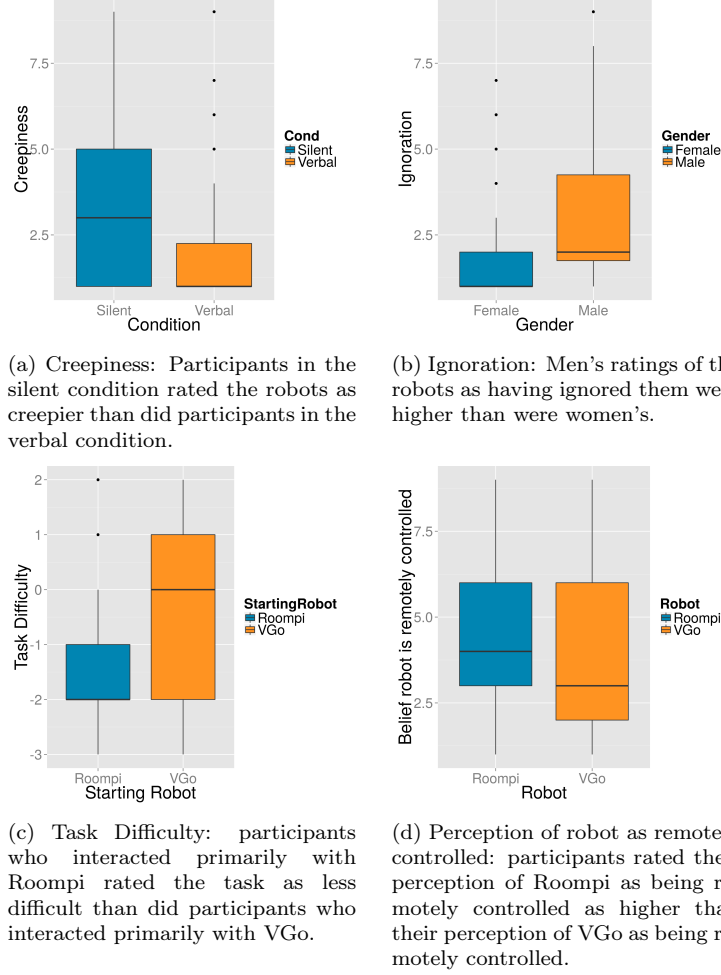 7.5
5.0
2.5
Creepiness
Silent
Verbal
Condition
Cond
Silent
Verbal
7.5
5.0
2.5
Ignoration
Female
Male
Gender
Gender
Female
Male
(a) Creepiness: Participants in the
silent condition rated the robots as
creepier than did participants in the
verbal condition.
(b) Ignoration: Men's ratings of
robots as having ignored them
higher than were women's.
2
1
0
-1
-2
-3
Task Difficulty
Roompi
VGo
Starting Robot
StartingRobot
Roompi
VGo
7.5
5.0
2.5
Belief robot is remotely controlled
Roompi
VGo
Robot
Robot
Roompi
VGo
(c) Task Difficulty: participants
who interacted primarily with
Roompi rated the task as less
difficult than did participants who
interacted primarily with VGo.
(d) Perception of robot as
controlled: participants rated
perception of Roompi as being
motely controlled as higher
their perception of VGo as being
motely controlled.